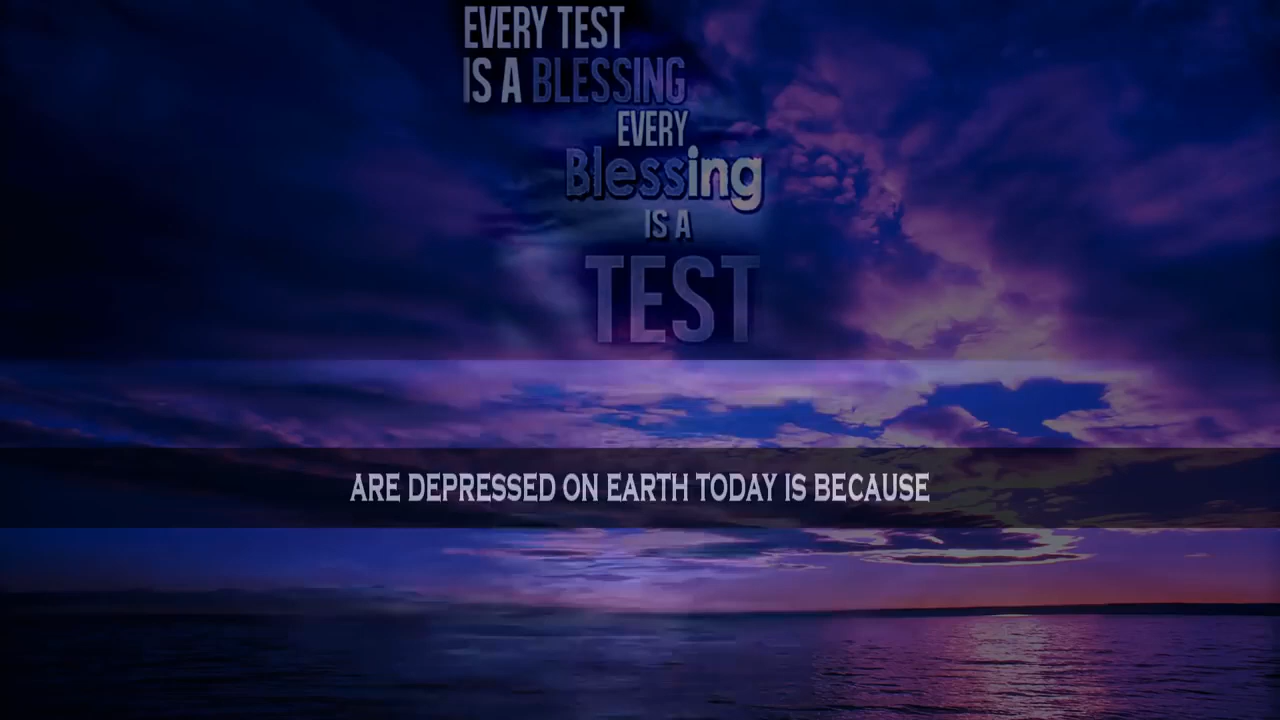 EVERY TEST
IS A BLESSING
EVERY
Blessing
IS A
TEST
ARE DEPRESSED ON EARTH TODAY IS BECAUSE